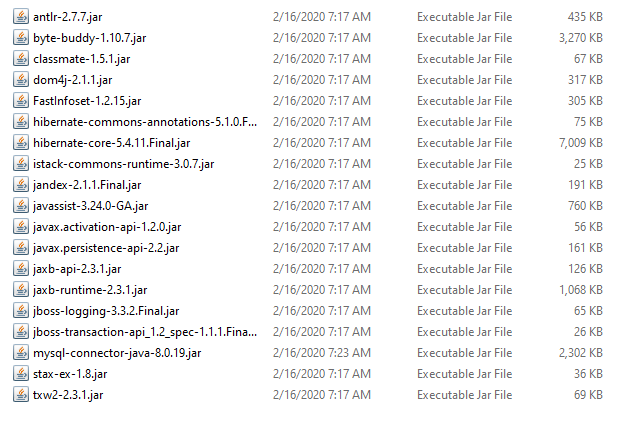 antlr-2.7.7.jar 2/16/2020 7:17 AM Executable Jar File 435 KB
byte-buddy-1.10.7.jar 2/16/2020 7:17 AM Executable Jar File 3,270 KB
classmate-1.5.1.jar 2/16/2020 7:17 AM Executable Jar File 67 KB
dom4j-2.1.1.jar 2/16/2020 7:17 AM Executable Jar File 317 KB
FastInfoset-1.2.15.jar 2/16/2020 7:17 AM Executable Jar File 305 KB
hibernate-commons-annotations-5.1.0.F... 2/16/2020 7:17 AM Executable Jar File 75 KB
hibernate-core-5.4.11.Final.jar 2/16/2020 7:17 AM Executable Jar File 7,009 KB
istack-commons-runtime-3.0.7.jar 2/16/2020 7:17 AM Executable Jar File 25 KB
jandex-2.1.1.Final.jar 2/16/2020 7:17 AM Executable Jar File 191 KB
javassist-3.24.0-GA.jar 2/16/2020 7:17 AM Executable Jar File 760 KB
javax.activation-api-1.2.0.jar 2/16/2020 7:17 AM Executable Jar File 56 KB
javax.persistence-api-2.2.jar 2/16/2020 7:17 AM Executable Jar File 161 KB
jaxb-api-2.3.1.jar 2/16/2020 7:17 AM Executable Jar File 126 KB
jaxb-runtime-2.3.1.jar 2/16/2020 7:17 AM Executable Jar File 1,068 KB
jboss-logging-3.3.2.Final.jar 2/16/2020 7:17 AM Executable Jar File 65 KB
jboss-transaction-api_1.2_spec-1.1.1.Fina... 2/16/2020 7:17 AM Executable Jar File 26 KB
mysql-connector-java-8.0.19.jar 2/16/2020 7:23 AM Executable Jar File 2,302 KB
stax-ex-1.8.jar 2/16/2020 7:17 AM Executable Jar File 36 KB
txw2-2.3.1.jar 2/16/2020 7:17 AM Executable Jar File 69 KB